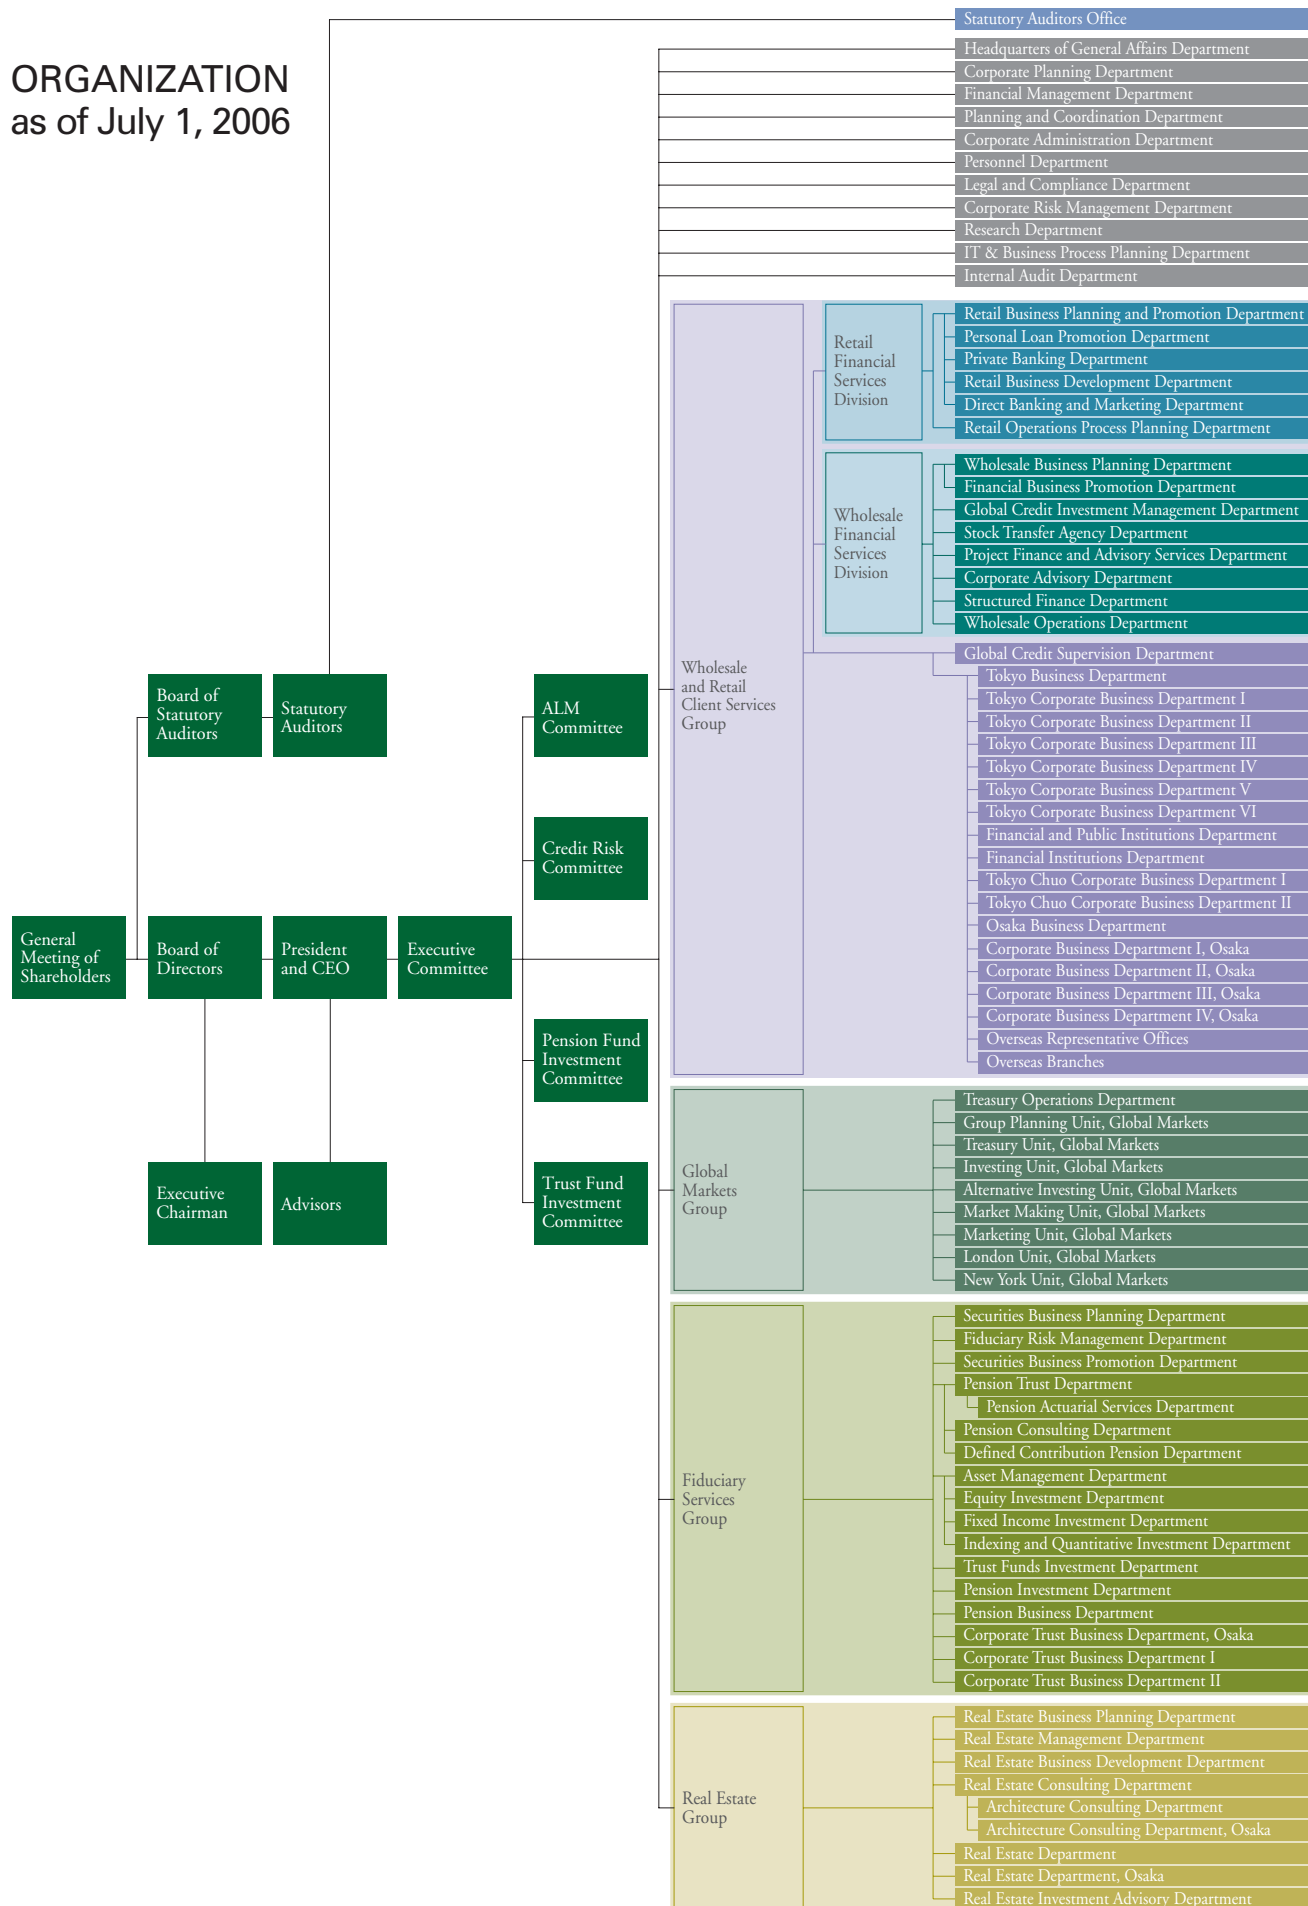 ORGANIZATION
as of July 1, 2006
Statutory Auditors Office
Headquarters of General Affairs Department
Corporate Planning Department
Financial Management Department
Planning and Coordination Department
Corporate Administration Department
Personnel Department
Legal and Compliance Department
Corporate Risk Management Department
Research Department
IT & Business Process Planning Department
Internal Audit Department
General
Meeting of
Shareholders
Board of
Statutory
Auditors
Statutory
Auditors
Board of
Directors
President
and CEO
Executive
Committee
Executive
Chairman
Advisors
ALM
Committee
Credit Risk
Committee
Pension Fund
Investment
Committee
Trust Fund
Investment
Committee
Wholesale
and Retail
Client Services
Group
Retail
Financial
Services
Division
Retail Business Planning and Promotion Department
Personal Loan Promotion Department
Private Banking Department
Retail Business Development Department
Direct Banking and Marketing Department
Retail Operations Process Planning Department
Wholesale
Financial
Services
Division
Wholesale Business Planning Department
Financial Business Promotion Department
Global Credit Investment Management Department
Stock Transfer Agency Department
Project Finance and Advisory Services Department
Corporate Advisory Department
Structured Finance Department
Wholesale Operations Department
Global Credit Supervision Department
Tokyo Business Department
Tokyo Corporate Business Department I
Tokyo Corporate Business Department II
Tokyo Corporate Business Department III
Tokyo Corporate Business Department IV
Tokyo Corporate Business Department V
Tokyo Corporate Business Department VI
Financial and Public Institutions Department
Financial Institutions Department
Tokyo Chuo Corporate Business Department I
Tokyo Chuo Corporate Business Department II
Osaka Business Department
Corporate Business Department I, Osaka
Corporate Business Department II, Osaka
Corporate Business Department III, Osaka
Corporate Business Department IV, Osaka
Overseas Representative Offices
Overseas Branches
Global
Markets
Group
Treasury Operations Department
Group Planning Unit, Global Markets
Treasury Unit, Global Markets
Investing Unit, Global Markets
Alternative Investing Unit, Global Markets
Market Making Unit, Global Markets
Marketing Unit, Global Markets
London Unit, Global Markets
New York Unit, Global Markets
Fiduciary
Services
Group
Securities Business Planning Department
Fiduciary Risk Management Department
Securities Business Promotion Department
Pension Trust Department
Pension Actuarial Services Department
Pension Consulting Department
Defined Contribution Pension Department
Asset Management Department
Equity Investment Department
Fixed Income Investment Department
Indexing and Quantitative Investment Department
Trust Funds Investment Department
Pension Investment Department
Pension Business Department
Corporate Trust Business Department, Osaka
Corporate Trust Business Department I
Corporate Trust Business Department II
Real Estate
Group
Real Estate Business Planning Department
Real Estate Management Department
Real Estate Business Development Department
Real Estate Consulting Department
Architecture Consulting Department
Architecture Consulting Department, Osaka
Real Estate Department
Real Estate Department, Osaka
Real Estate Investment Advisory Department